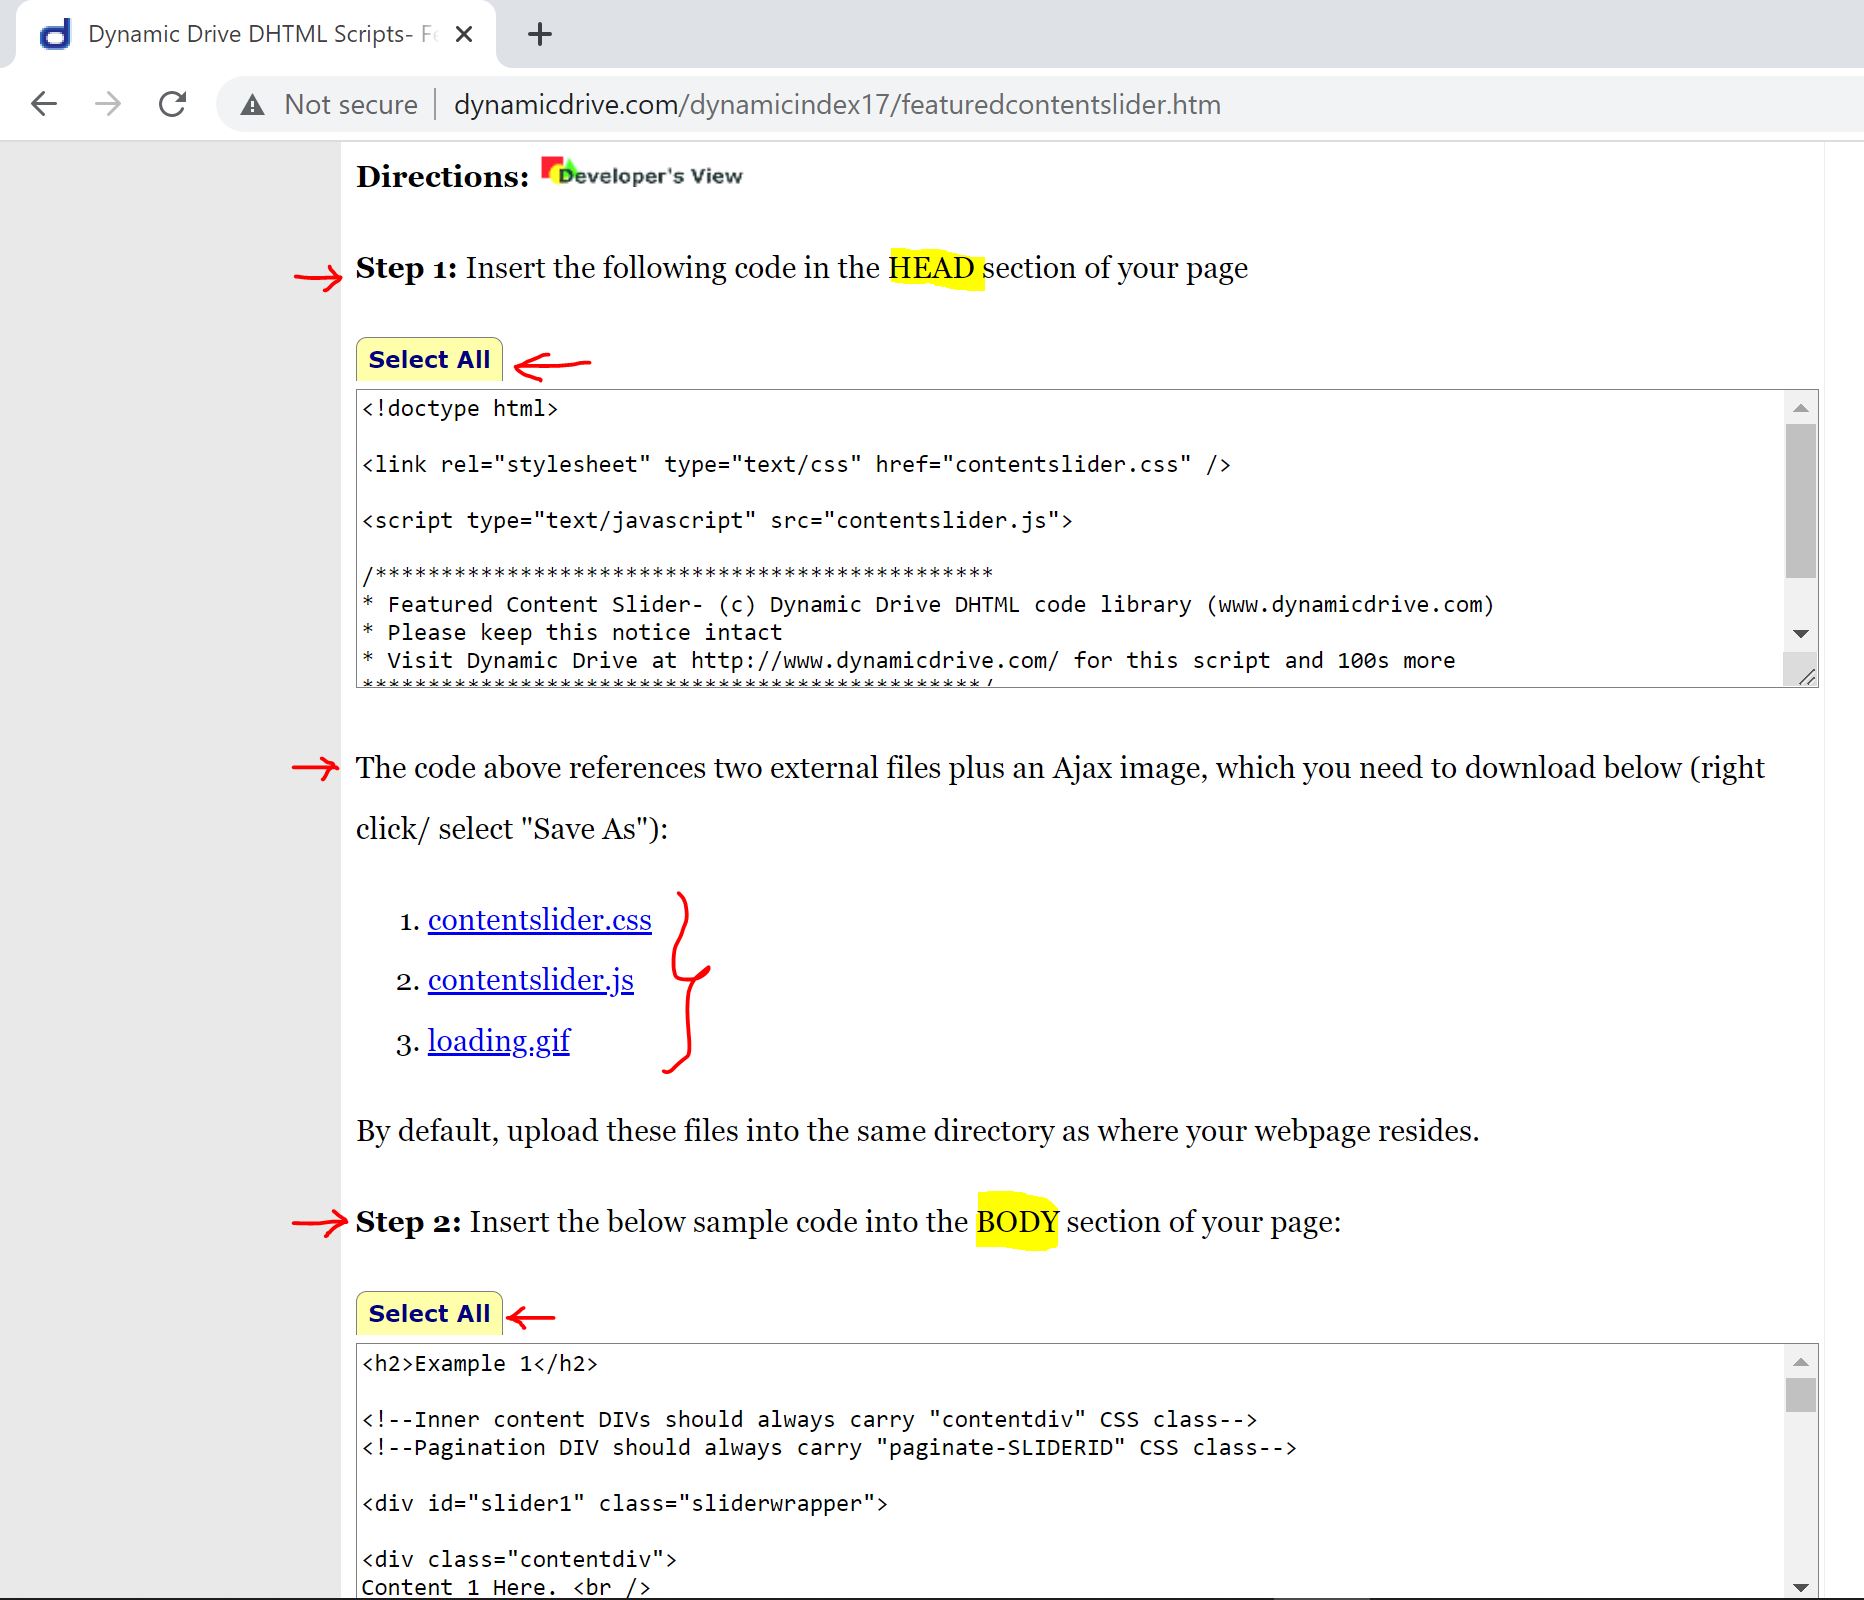 Dynamic Drive DHTML Scripts- Fe
Not secure | dynamicdrive.com/dynamicindex17/featuredcontentslider.htm
Directions: Developer's View
Step 1: Insert the following code in the HEAD section of your page
Select All
<!doctype html>
<link rel="stylesheet" type="text/css" href="contentslider.css" />
<script type="text/javascript" src="contentslider.js">
/***********************************************
* Featured Content Slider- (c) Dynamic Drive DHTML code library (www.dynamicdrive.com)
* Please keep this notice intact
* Visit Dynamic Drive at http://www.dynamicdrive.com/ for this script and 100s more
***********************************************/
The code above references two external files plus an Ajax image, which you need to download below (right
click/ select "Save As"):
1. contentslider.css
2. contentslider.js
3. loading.gif
By default, upload these files into the same directory as where your webpage resides.
Step 2: Insert the below sample code into the BODY section of your page:
Select All
<h2>Example 1</h2>
<!--Inner content DIVs should always carry "contentdiv" CSS class-->
<!--Pagination DIV should always carry "paginate-SLIDERID" CSS class-->
<div id="slider1" class="sliderwrapper">
<div class="contentdiv">
Content 1 Here. <br />